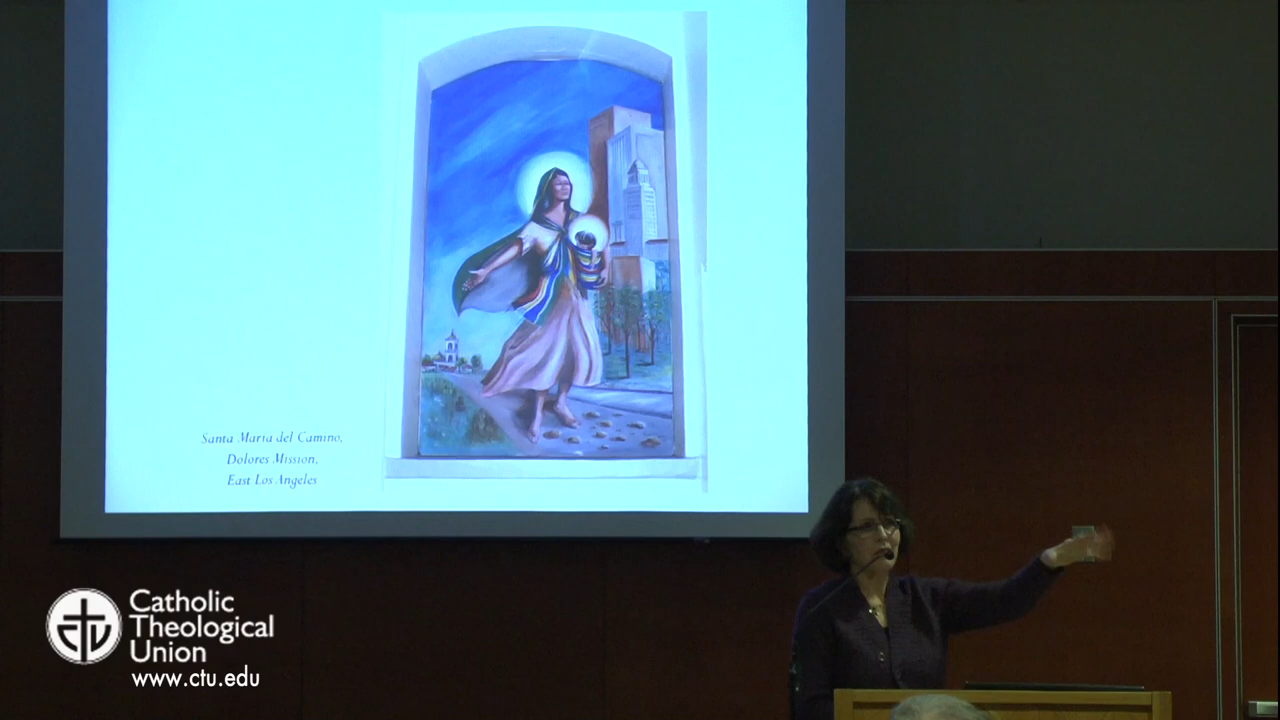 Santa Maria del Camino,
Dolores Mission,
East Los Angeles
Catholic
Theological
Union
www.ctu.edu